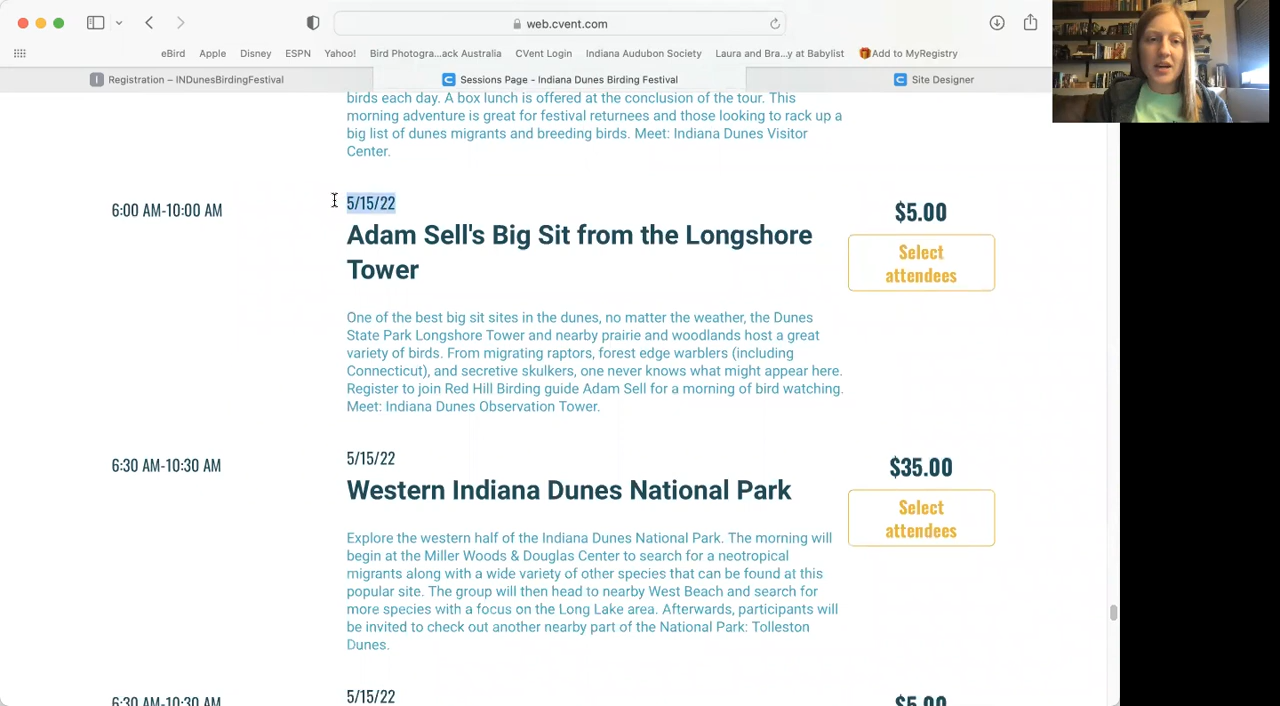 web.cvent.com
eBird Apple Disney ESPN Yahoo! Bird Photogra...ack Australia CVent Login Indiana Audubon Society Laura and Bra...y at Babylist Add to MyRegistry
Registration – INDunesBirdingFestival Sessions Page - Indiana Dunes Birding Festival Site Designer
birds each day. A box lunch is offered at the conclusion of the tour. This
morning adventure is great for festival returnees and those looking to rack up a
big list of dunes migrants and breeding birds. Meet: Indiana Dunes Visitor
Center.
6:00 AM-10:00 AM
5/15/22
Adam Sell's Big Sit from the Longshore
Tower
$5.00
Select
attendees
One of the best big sit sites in the dunes, no matter the weather, the Dunes
State Park Longshore Tower and nearby prairie and woodlands host a great
variety of birds. From migrating raptors, forest edge warblers (including
Connecticut), and secretive skulkers, one never knows what might appear here.
Register to join Red Hill Birding guide Adam Sell for a morning of bird watching.
Meet: Indiana Dunes Observation Tower.
6:30 AM-10:30 AM
5/15/22
Western Indiana Dunes National Park
$35.00
Select
attendees
Explore the western half of the Indiana Dunes National Park. The morning will
begin at the Miller Woods & Douglas Center to search for a neotropical
migrants along with a wide variety of other species that can be found at this
popular site. The group will then head to nearby West Beach and search for
more species with a focus on the Long Lake area. Afterwards, participants will
be invited to check out another nearby part of the National Park: Tolleston
Dunes.
6:30 AM-10:30 AM
5/15/22
$5.00